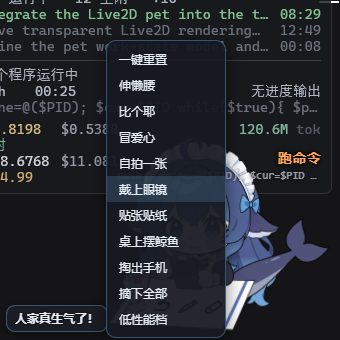 egrate the Live2D pet into the t… 08:29
ve transparent Live2D rendering… 12:49
ine the pet 00:08
个程序运行中
00:25 无进度输出
.8198 $0.538 120.6M tok
8.6768 $11.08
4.99
跑命令
$cur=$PID …
一键重置
伸懒腰
比个耶
冒爱心
自拍一张
戴上眼镜
贴张贴纸
桌上摆鲸鱼
掏出手机
摘下全部
低性能档
人家真生气了!